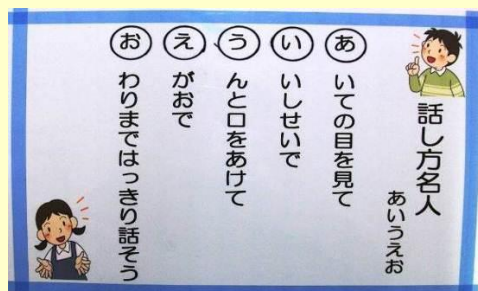 話し方名人
あいうえお
あいての目を見て
いいしせいで
うんと口をあけて
えがおで
おわりまではっきり話そう